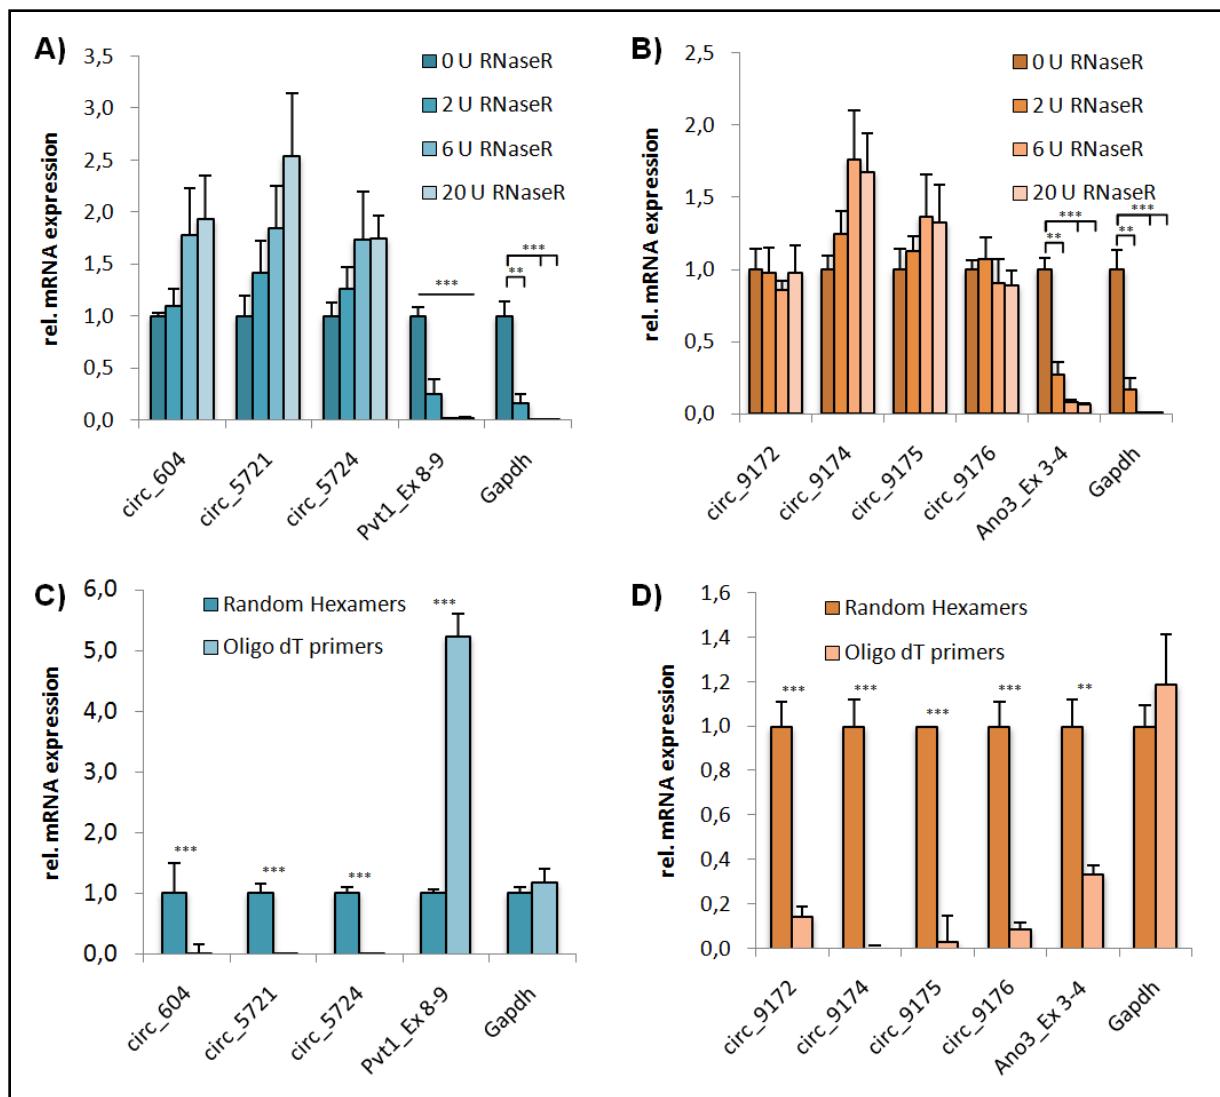 A)
3,5
3,0
2,5
2,0
1,5
1,0
0,5
0,0
rel. mRNA expression
0 U RNaseR
2 U RNaseR
6 U RNaseR
20 U RNaseR
***
***
**
circ_604
circ_5721
circ_5724
Pvt1_Ex 8-9
Gapdh
B)
2,5
2,0
1,5
1,0
0,5
0,0
rel. mRNA expression
0 U RNaseR
2 U RNaseR
6 U RNaseR
20 U RNaseR
***
**
***
**
circ_9172
circ_9174
circ_9175
circ_9176
Ano3_Ex 3-4
Gapdh
C)
6,0
5,0
4,0
3,0
2,0
1,0
0,0
rel. mRNA expression
Random Hexamers
Oligo dT primers
***
***
***
***
circ_604
circ_5721
circ_5724
Pvt1_Ex 8-9
Gapdh
D)
1,6
1,4
1,2
1,0
0,8
0,6
0,4
0,2
0,0
rel. mRNA expression
Random Hexamers
Oligo dT primers
***
***
***
***
**
circ_9172
circ_9174
circ_9175
circ_9176
Ano3_Ex 3-4
Gapdh